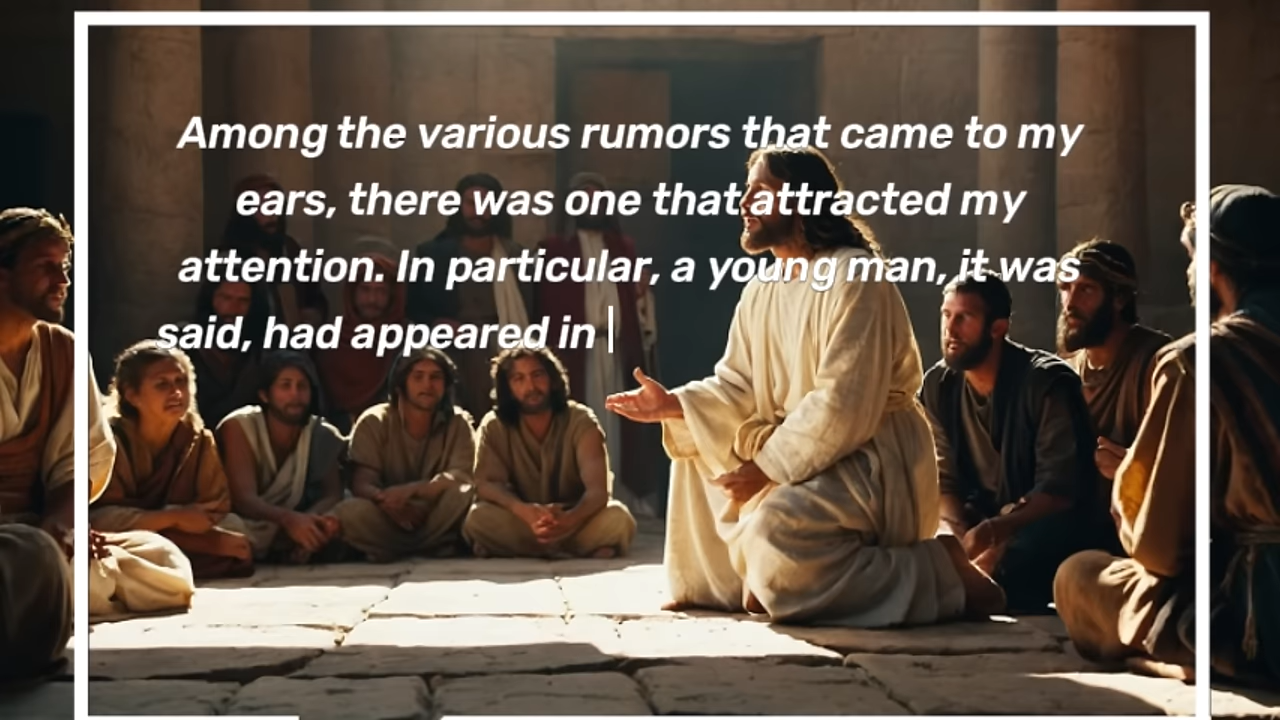 Among the various rumors that came to my
ears, there was one that attracted my
attention. In particular, a young man, it was
said, had appeared in